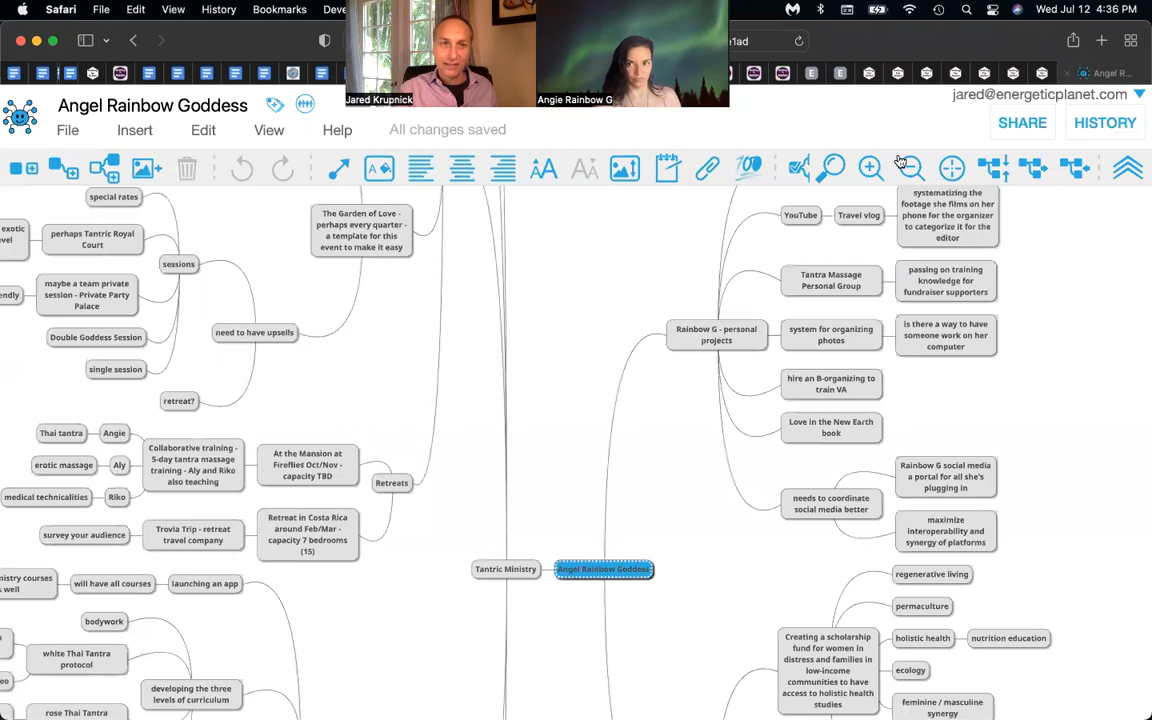 Safari File Edit View History Bookmarks Deve
Wed Jul 12 4:36 PM
e1ad
Angel R...
Jared Krupnick
Angie Rainbow G
Angel Rainbow Goddess
jared@energeticplanet.com
File Insert Edit View Help All changes saved
SHARE HISTORY
special rates
exotic
evel
perhaps Tantric Royal
Court
sessions
maybe a team private
session - Private Party
Palace
endly
Double Goddess Session
single session
retreat?
need to have upsells
The Garden of Love -
perhaps every quarter -
a template for this
event to make it easy
Thai tantra
Angie
erotic massage
Aly
medical technicalities
Riko
Collaborative training -
5-day tantra massage
training - Aly and Riko
also teaching
At the Mansion at
Fireflies Oct/Nov -
capacity TBD
Retreats
survey your audience
Trovia Trip - retreat
travel company
Retreat in Costa Rica
around Feb/Mar -
capacity 7 bedrooms
(15)
Tantric Ministry
Angel Rainbow Goddess
nistry courses
s well
will have all courses
launching an app
bodywork
white Thai Tantra
protocol
eo
developing the three
levels of curriculum
rose Thai Tantra
YouTube
Travel vlog
systematizing the
footage she films on her
phone for the organizer
to categorize it for the
editor
Tantra Massage
Personal Group
passing on training
knowledge for
fundraiser supporters
Rainbow G - personal
projects
system for organizing
photos
is there a way to have
someone work on her
computer
hire an B-organizing to
train VA
Love in the New Earth
book
needs to coordinate
social media better
Rainbow G social media
a portal for all she's
plugging in
maximize
interoperability and
synergy of platforms
Creating a scholarship
fund for women in
distress and families in
low-income
communities to have
access to holistic health
studies
regenerative living
permaculture
holistic health
nutrition education
ecology
feminine / masculine
synergy